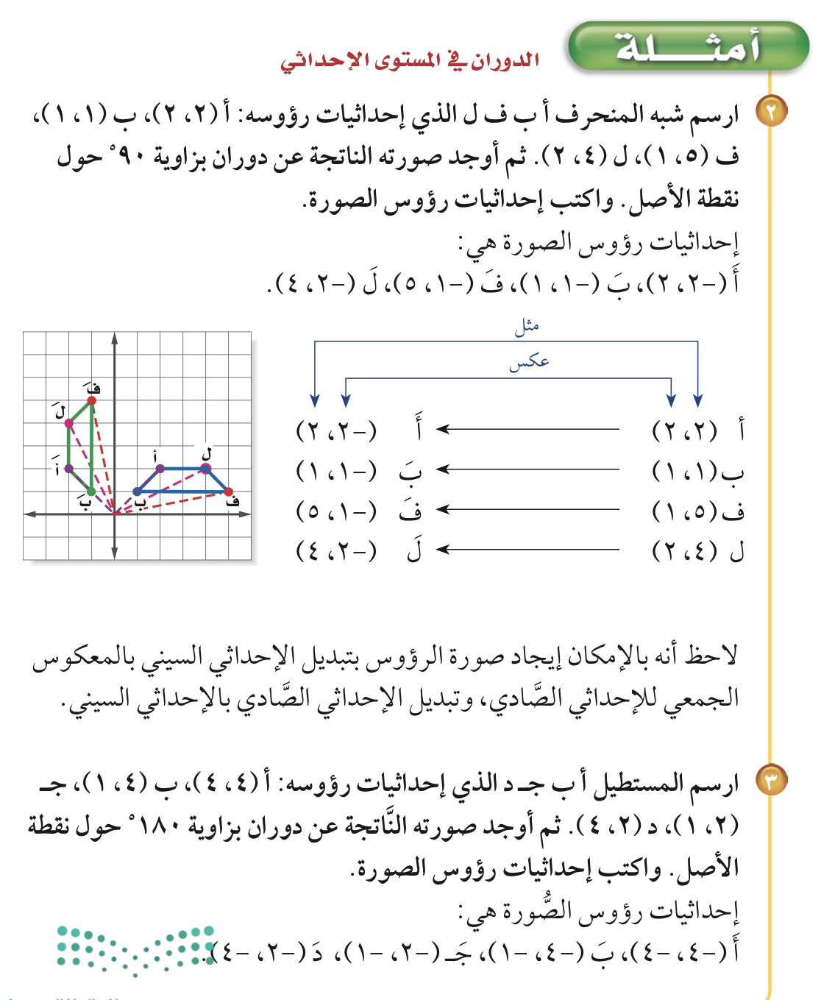 أمثـــلة
الدوران في المستوى الإحداثي
٢
ارسم شبه المنحرف أ ب ف ل الذي إحداثيات رؤوسه: أ (٢، ٢)، ب (١، ١)،
ف (٥، ١)، ل (٤، ٢). ثم أوجد صورته الناتجة عن دوران بزاوية ٩٠° حول
نقطة الأصل. واكتب إحداثيات رؤوس الصورة.
إحداثيات رؤوس الصورة هي:
أَ (–٢، ٢)، بَ (–١، ١)، فَ (–١، ٥)، لَ (–٢، ٤).
مثل
عكس
أ (٢، ٢) أَ (–٢، ٢)
ب (١، ١) بَ (–١، ١)
ف (٥، ١) فَ (–١، ٥)
ل (٤، ٢) لَ (–٢، ٤)
فَ
لَ
أَ
بَ
أ
ل
ب
ف
لاحظ أنه بالإمكان إيجاد صورة الرؤوس بتبديل الإحداثي السيني بالمعكوس
الجمعي للإحداثي الصَّادي، وتبديل الإحداثي الصَّادي بالإحداثي السيني.
٣
ارسم المستطيل أ ب جـ د الذي إحداثيات رؤوسه: أ (٤، ٤)، ب (٤، ١)، جـ
(٢، ١)، د (٢، ٤). ثم أوجد صورته النَّاتجة عن دوران بزاوية ١٨٠° حول نقطة
الأصل. واكتب إحداثيات رؤوس الصورة.
إحداثيات رؤوس الصُّورة هي:
أَ (–٤، –٤)، بَ (–٤، –١)، جَـ (–٢، –١)، دَ (–٢، –٤).